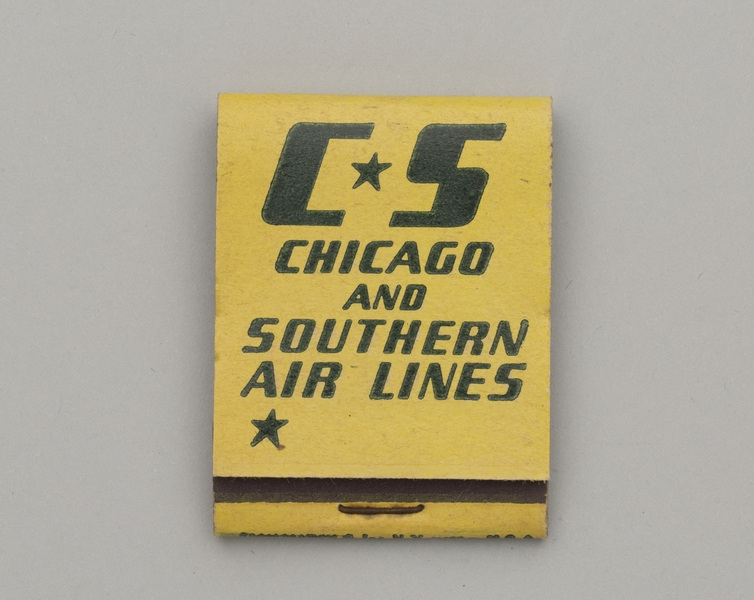 C★S
CHICAGO
AND
SOUTHERN
AIR LINES
★